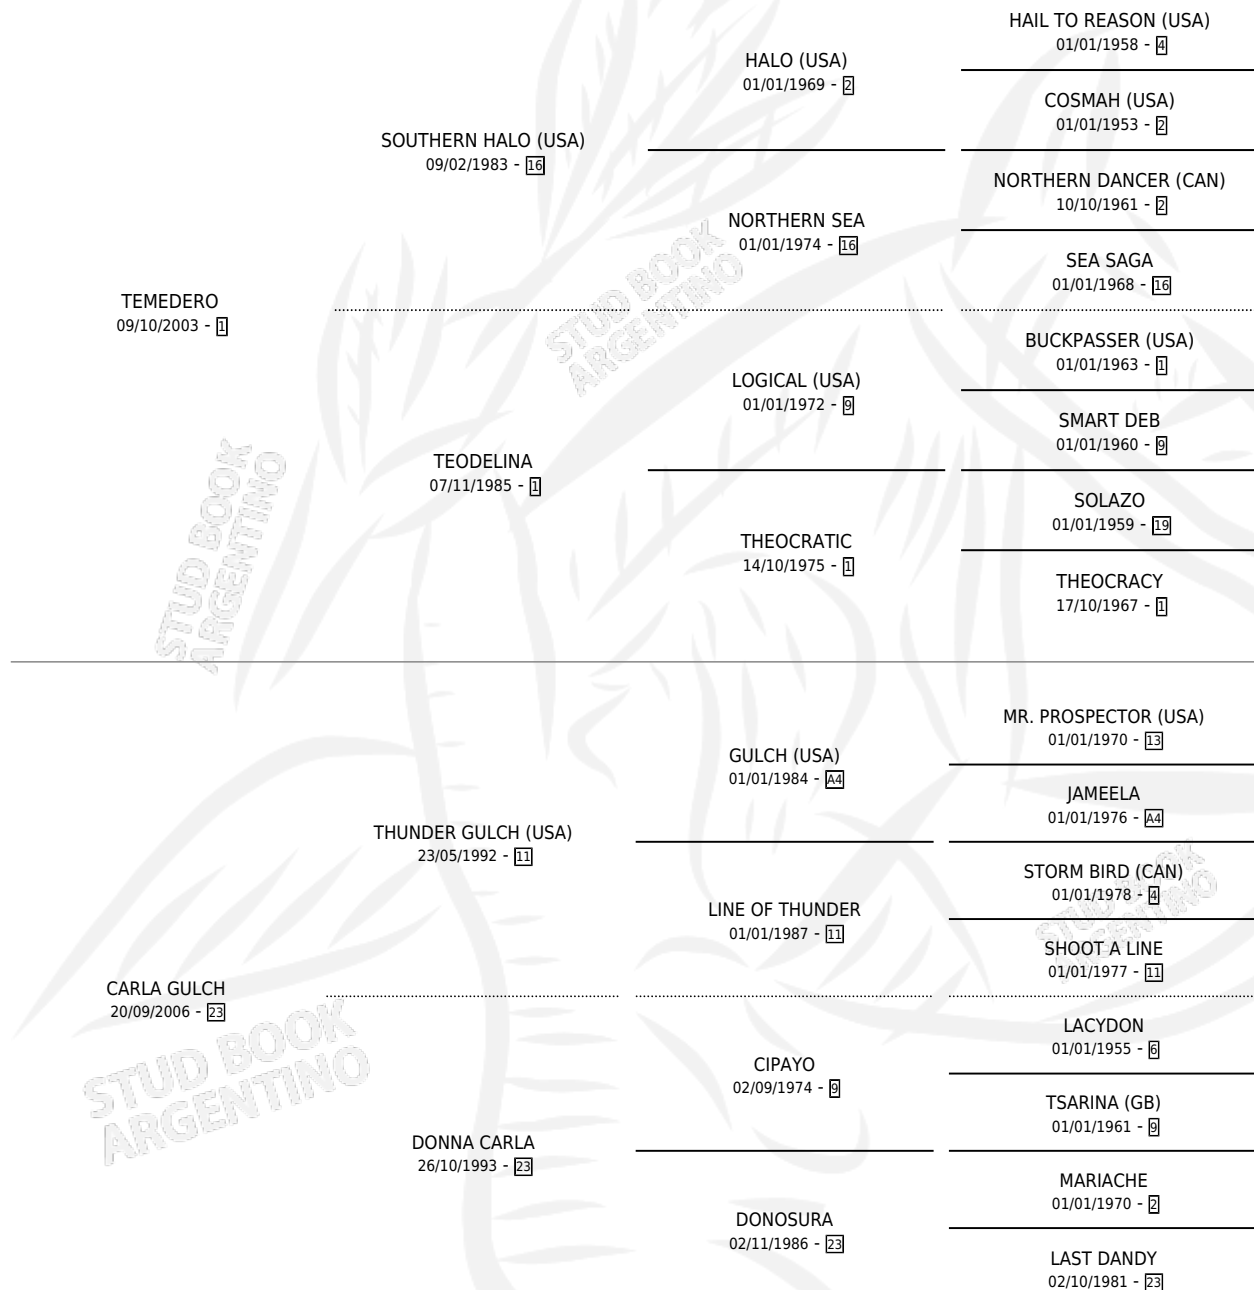 HAIL TO REASON (USA)
01/01/1958 - 4
HALO (USA)
01/01/1969 - 2
COSMAH (USA)
01/01/1953 - 2
SOUTHERN HALO (USA)
09/02/1983 - 16
NORTHERN DANCER (CAN)
10/10/1961 - 2
NORTHERN SEA
01/01/1974 - 16
SEA SAGA
01/01/1968 - 16
TEMEDERO
09/10/2003 - 1
BUCKPASSER (USA)
01/01/1963 - 1
LOGICAL (USA)
01/01/1972 - 9
SMART DEB
01/01/1960 - 9
TEODELINA
07/11/1985 - 1
SOLAZO
01/01/1959 - 19
THEOCRATIC
14/10/1975 - 1
THEOCRACY
17/10/1967 - 1
STUD BOOK
ARGENTINO
STUD BOOK
ARGENTINO
MR. PROSPECTOR (USA)
01/01/1970 - 13
GULCH (USA)
01/01/1984 - A4
JAMEELA
01/01/1976 - A4
THUNDER GULCH (USA)
23/05/1992 - 11
STORM BIRD (CAN)
01/01/1978 - 4
LINE OF THUNDER
01/01/1987 - 11
SHOOT A LINE
01/01/1977 - 11
CARLA GULCH
20/09/2006 - 23
LACYDON
01/01/1955 - 6
CIPAYO
02/09/1974 - 9
TSARINA (GB)
01/01/1961 - 9
DONNA CARLA
26/10/1993 - 23
MARIACHE
01/01/1970 - 2
DONOSURA
02/11/1986 - 23
LAST DANDY
02/10/1981 - 23
STUD BOOK
ARGENTINO
STUD BOOK
ARGENTINO